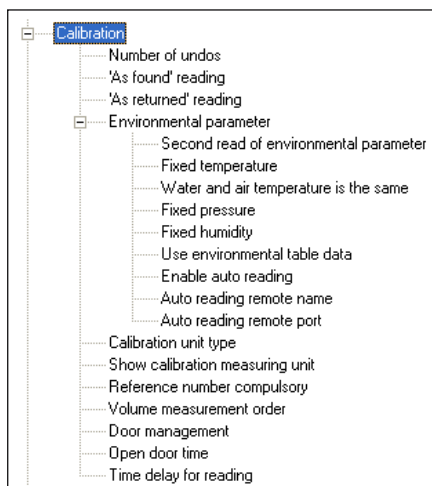 Calibration
Number of undos
'As found' reading
'As returned' reading
Environmental parameter
Second read of environmental parameter
Fixed temperature
Water and air temperature is the same
Fixed pressure
Fixed humidity
Use environmental table data
Enable auto reading
Auto reading remote name
Auto reading remote port
Calibration unit type
Show calibration measuring unit
Reference number compulsory
Volume measurement order
Door management
Open door time
Time delay for reading